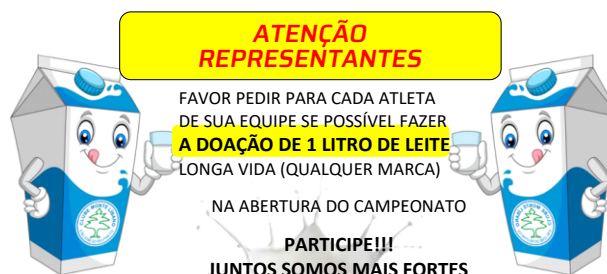 ATENÇÃO
REPRESENTANTES
FAVOR PEDIR PARA CADA ATLETA
DE SUA EQUIPE SE POSSÍVEL FAZER
A DOAÇÃO DE 1 LITRO DE LEITE
LONGA VIDA (QUALQUER MARCA)
NA ABERTURA DO CAMPEONATO
PARTICIPE!!!
JUNTOS SOMOS MAIS FORTES